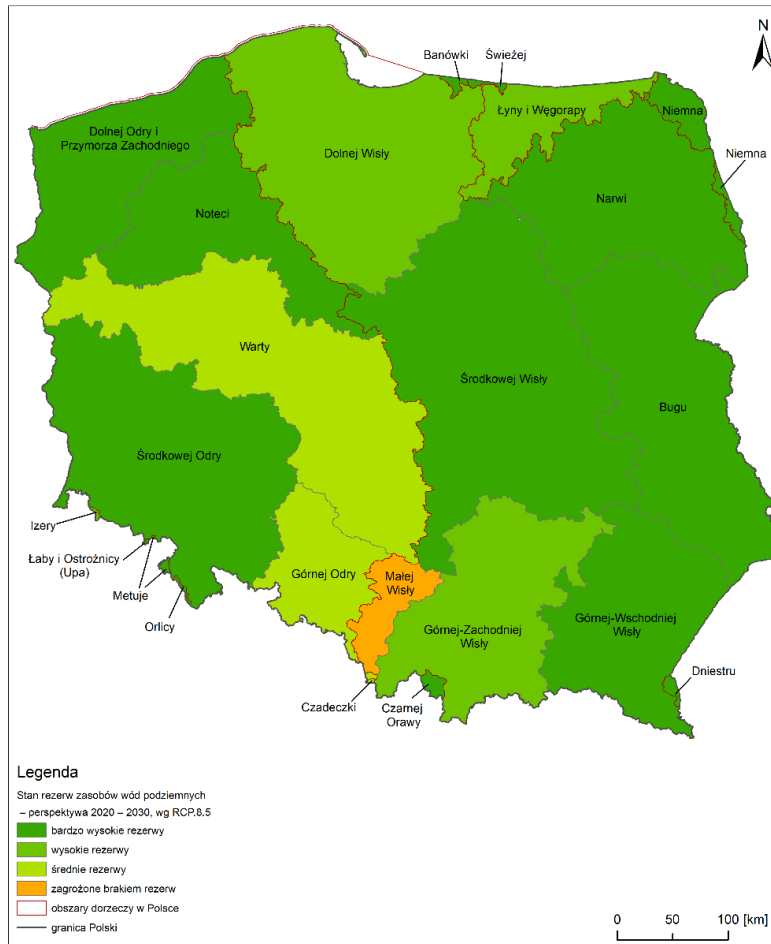 N
Banówki
Świeżej
Łyny i Węgorapy
Niemna
Dolnej Odry i
Przymorza Zachodniego
Dolnej Wisły
Niemna
Narwi
Noteci
Warty
Środkowej Wisły
Bugu
Środkowej Odry
Izery
Łaby i Ostrożnicy
(Upa)
Metuje
Orlicy
Górnej Odry
Małej
Wisły
Górnej-Zachodniej
Wisły
Górnej-Wschodniej
Wisły
Dniestru
Czadeczki
Czarnej
Orawy
Legenda
Stan rezerw zasobów wód podziemnych
– perspektywa 2020 – 2030, wg RCP.8.5
bardzo wysokie rezerwy
wysokie rezerwy
średnie rezerwy
zagrożone brakiem rezerw
obszary dorzeczy w Polsce
granica Polski
0 50 100 [km]